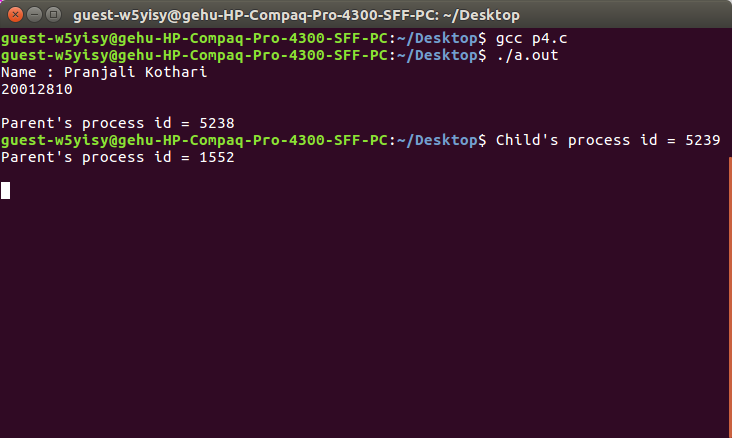 guest-w5yisy@gehu-HP-Compaq-Pro-4300-SFF-PC: ~/Desktop
guest-w5yisy@gehu-HP-Compaq-Pro-4300-SFF-PC:~/Desktop$ gcc p4.c
guest-w5yisy@gehu-HP-Compaq-Pro-4300-SFF-PC:~/Desktop$ ./a.out
Name : Pranjali Kothari
20012810
Parent's process id = 5238
guest-w5yisy@gehu-HP-Compaq-Pro-4300-SFF-PC:~/Desktop$ Child's process id = 5239
Parent's process id = 1552